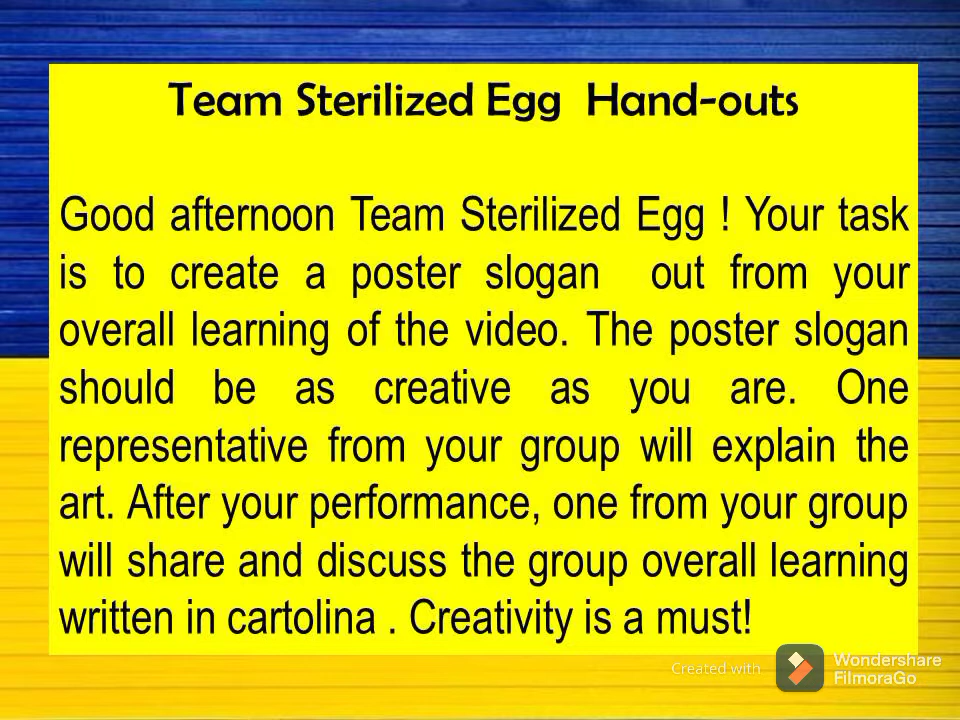 Team Sterilized Egg Hand-outs
Good afternoon Team Sterilized Egg ! Your task
is to create a poster slogan out from your
overall learning of the video. The poster slogan
should be as creative as you are. One
representative from your group will explain the
art. After your performance, one from your group
will share and discuss the group overall learning
written in cartolina . Creativity is a must!
Created with
Wondershare
FilmoraGo